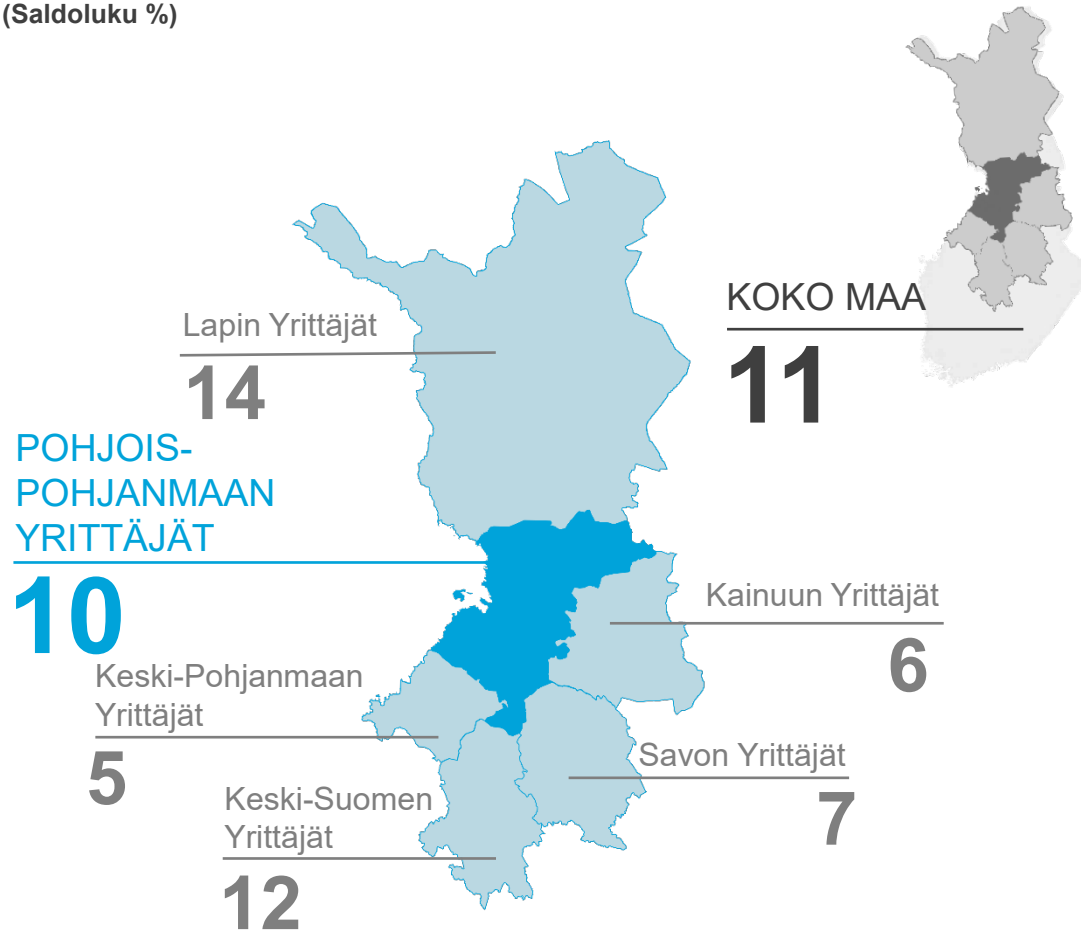 (Saldoluku %)
KOKO MAA
11
Lapin Yrittäjät
14
POHJOIS-
POHJANMAAN
YRITTÄJÄT
10
Kainuun Yrittäjät
6
Keski-Pohjanmaan
Yrittäjät
5
Savon Yrittäjät
7
Keski-Suomen
Yrittäjät
12